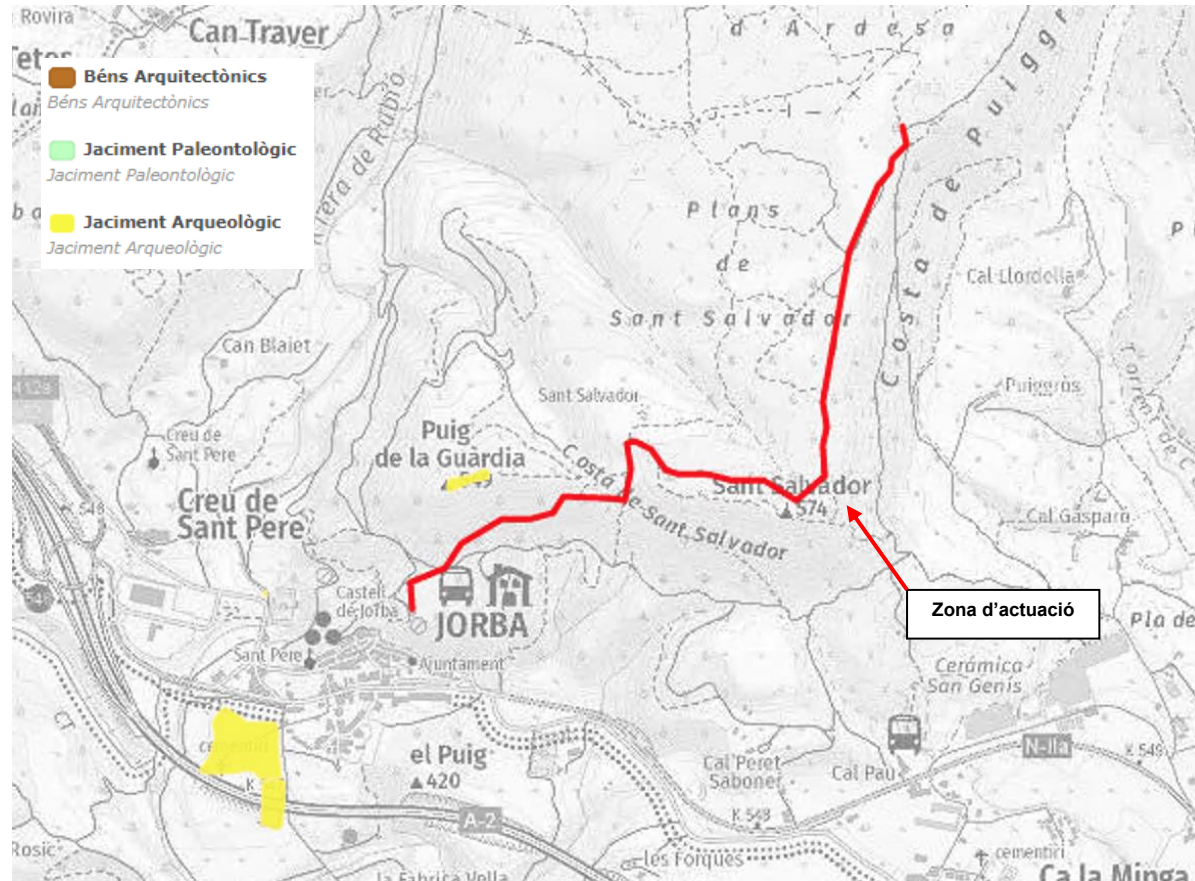 Rovira
Can Traver
Béns Arquitectònics
Béns Arquitectònics
Jaciment Paleontològic
Jaciment Paleontològic
Jaciment Arqueològic
Jaciment Arqueològic
Riera de Rubió
d'Ardesa
Costa de Puiggr
Plans
de
Sant Salvador
Cal Llordella
Can Blaiet
Sant Salvador
Puiggròs
Puig
de la Guàrdia
Creu de
Sant Pere
Costa de Sant Salvador
Sant Salvador
574
Creu de
Sant Pere
K 548
Cal Gasparó
Zona d'actuació
Castell
de Jorba
JORBA
Sant Pere
Ajuntament
Pla de
Ceràmica
San Genís
cementiri
el Puig
420
Cal Peret
Saboner
Cal Pau
N-IIa
K 549
K 548
A-2
Rosic
les Forques
cementiri
la Fàbrica Vella
Ca la Minga